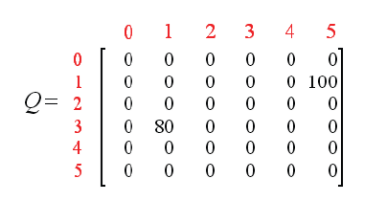 0 1 2 3 4 5
0 0 0 0 0 0 0
1 0 0 0 0 0 100
Q= 2 0 0 0 0 0 0
3 0 80 0 0 0 0
4 0 0 0 0 0 0
5 0 0 0 0 0 0